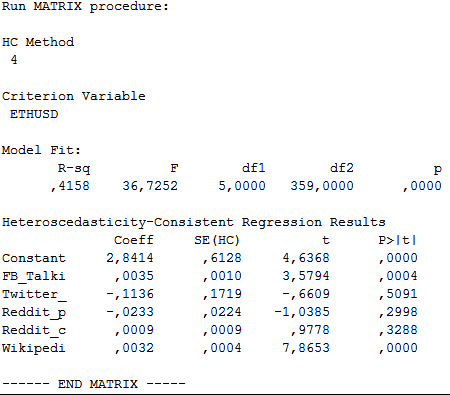 Run MATRIX procedure:
HC Method
4
Criterion Variable
ETHUSD
Model Fit:
R-sq F df1 df2 p
,4158 36,7252 5,0000 359,0000 ,0000
Heteroscedasticity-Consistent Regression Results
Coeff SE(HC) t P>|t|
Constant 2,8414 ,6128 4,6368 ,0000
FB_Talki ,0035 ,0010 3,5794 ,0004
Twitter_ -,1136 ,1719 -,6609 ,5091
Reddit_p -,0233 ,0224 -1,0385 ,2998
Reddit_c ,0009 ,0009 ,9778 ,3288
Wikipedi ,0032 ,0004 7,8653 ,0000
------ END MATRIX -----